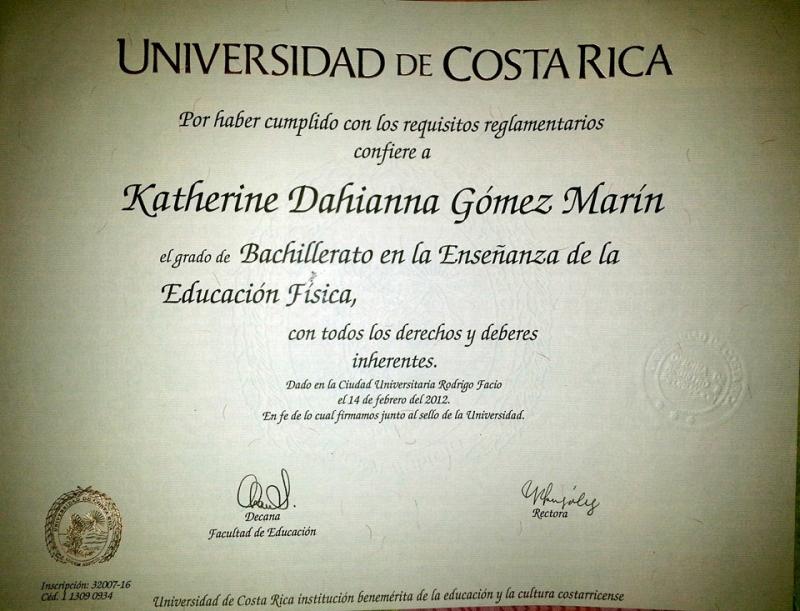 UNIVERSIDAD DE COSTA RICA
Por haber cumplido con los requisitos reglamentarios
confiere a
Katherine Dahianna Gómez Marín
el grado de Bachillerato en la Enseñanza de la
Educación Física,
con todos los derechos y deberes
inherentes.
Dado en la Ciudad Universitaria Rodrigo Facio
el 14 de febrero del 2012.
En fe de lo cual firmamos junto al sello de la Universidad.
Decana
Facultad de Educación
Rectora
Inscripción: 32007-16
Céd. 1 1309 0934
Universidad de Costa Rica institución benemérita de la educación y la cultura costarricense